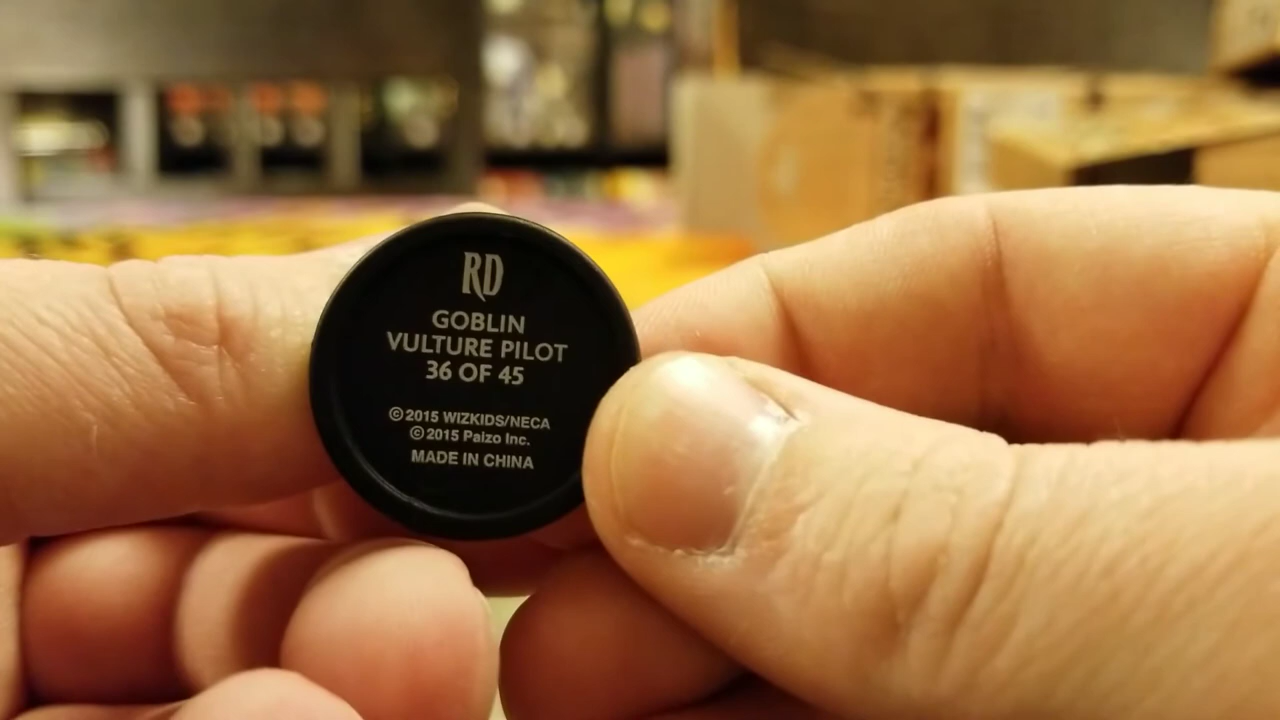 RD
GOBLIN
VULTURE PILOT
36 OF 45
©2015 WIZKIDS/NECA
©2015 Paizo Inc.
MADE IN CHINA